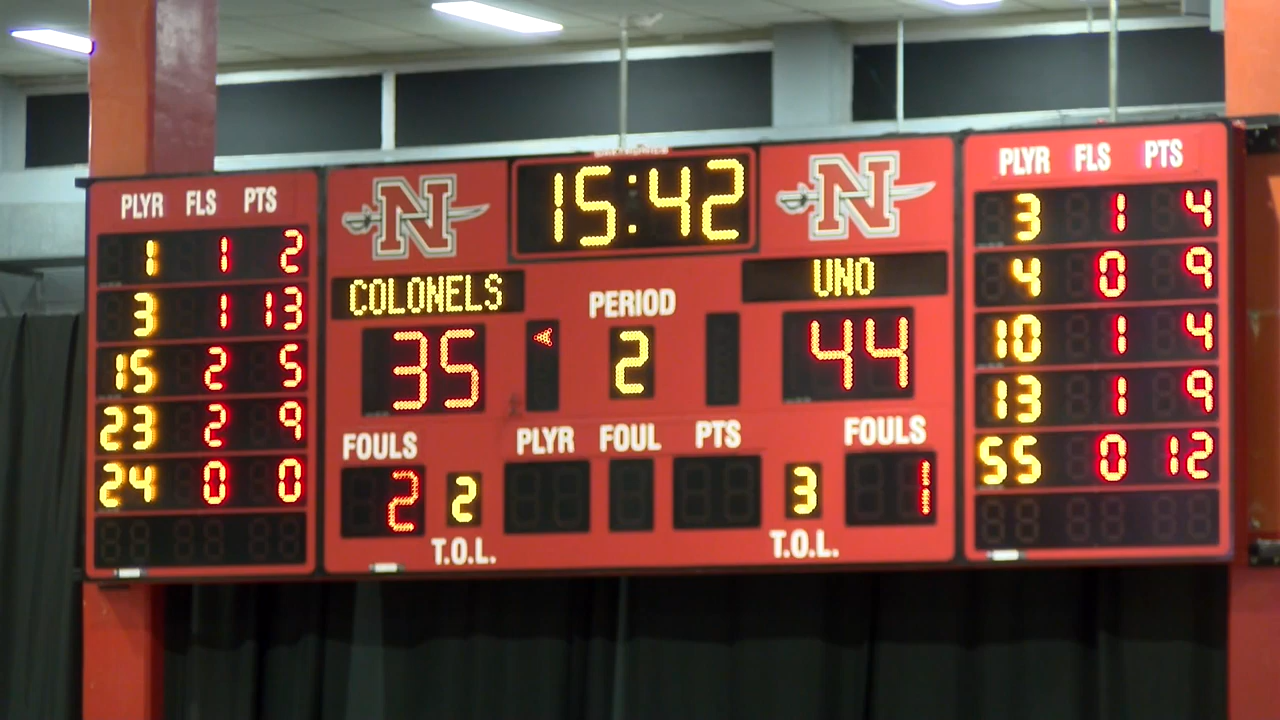 15:42
N
N
COLONELS
UNO
PERIOD
35
2
44
FOULS
PLYR FOUL PTS
FOULS
2
2
3
1
T.O.L.
T.O.L.
PLYR FLS PTS
1 1 2
3 1 13
15 2 5
23 2 9
24 0 0
PLYR FLS PTS
3 1 4
4 0 9
10 1 4
13 1 9
55 0 12